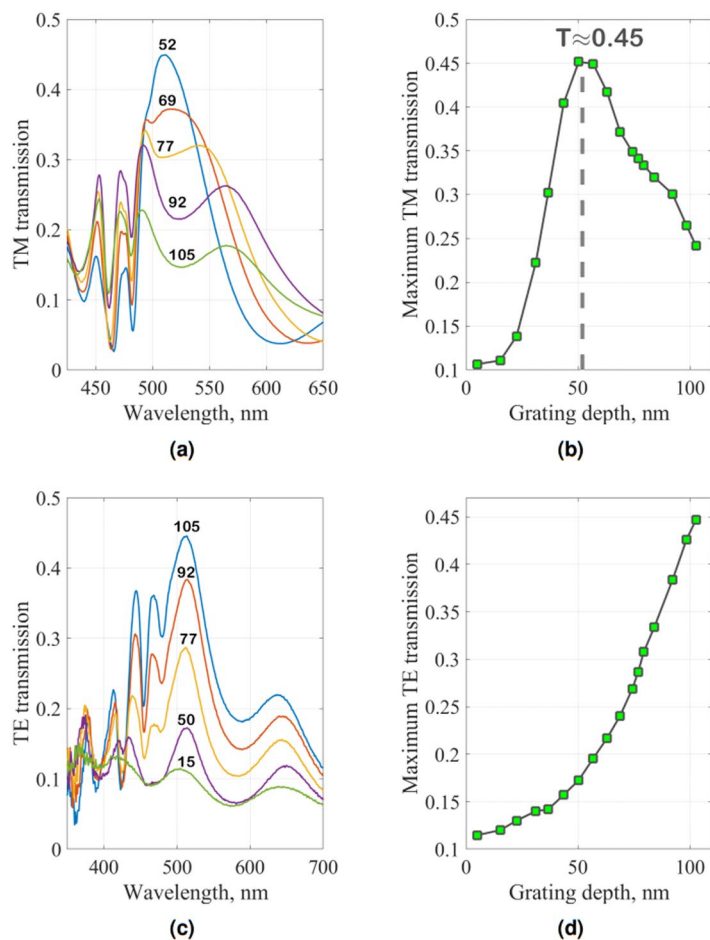 0.5
0.4
0.3
0.2
0.1
0
TM transmission
52
69
77
92
105
450 500 550 600 650
Wavelength, nm
(a)
T≈0.45
0.5
0.45
0.4
0.35
0.3
0.25
0.2
0.15
0.1
Maximum TM transmission
0 50 100
Grating depth, nm
(b)
0.5
0.4
0.3
0.2
0.1
0
TE transmission
105
92
77
50
15
400 500 600 700
Wavelength, nm
(c)
0.45
0.4
0.35
0.3
0.25
0.2
0.15
0.1
Maximum TE transmission
0 50 100
Grating depth, nm
(d)